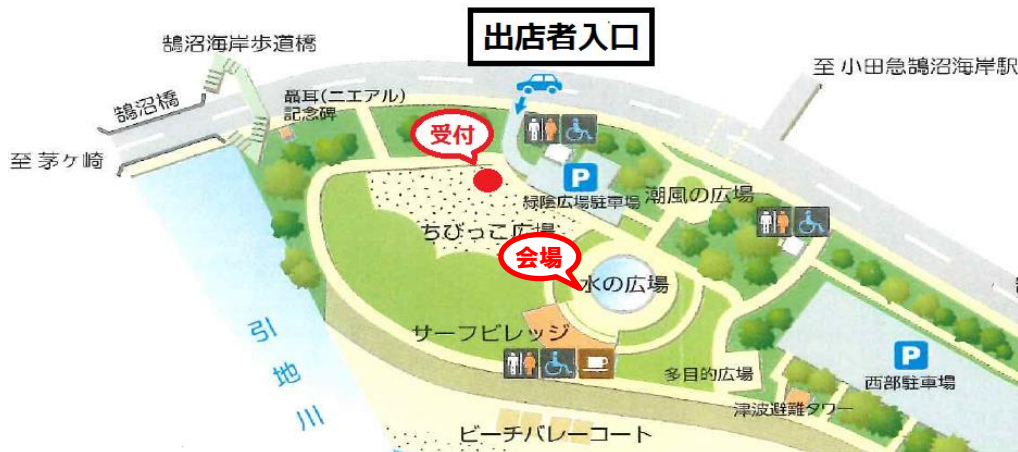 出店者入口
鵠沼海岸歩道橋
至 小田急鵠沼海岸駅
聶耳(ニエアル)
記念碑
鵠沼橋
受付
至 茅ヶ崎
P
緑陰広場駐車場
潮風の広場
ちびっこ広場
会場
水の広場
引地川
サーフビレッジ
P
西部駐車場
多目的広場
津波避難タワー
ビーチバレーコート